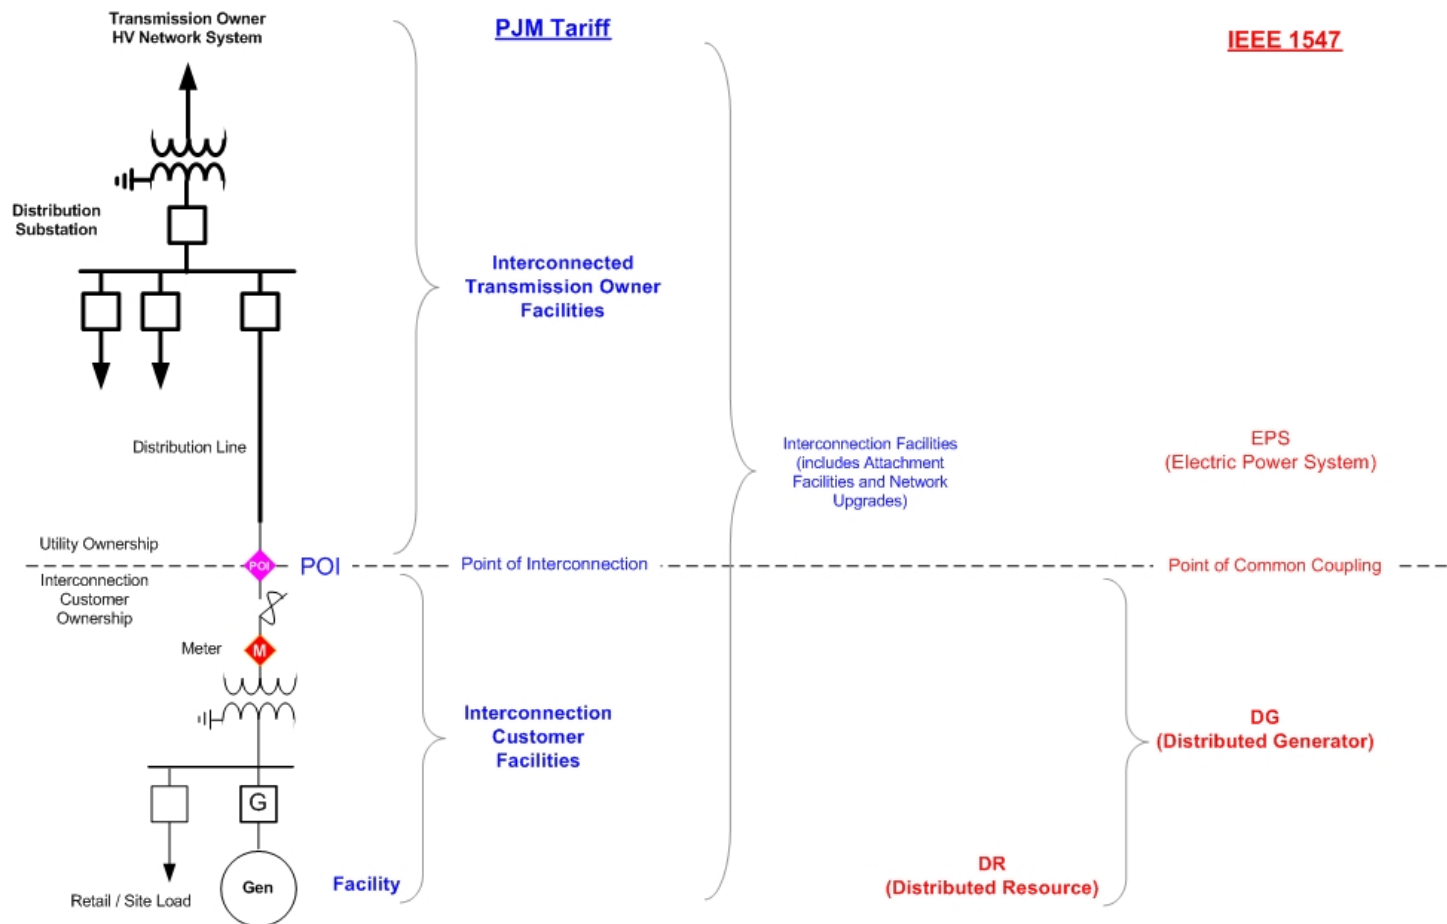 Transmission Owner
HV Network System
PJM Tariff
IEEE 1547
Distribution
Substation
Interconnected
Transmission Owner
Facilities
Distribution Line
Interconnection Facilities
(includes Attachment
Facilities and Network
Upgrades)
EPS
(Electric Power System)
Utility Ownership
POI
POI
Point of Interconnection
Point of Common Coupling
Interconnection
Customer
Ownership
Meter
M
Interconnection
Customer
Facilities
DG
(Distributed Generator)
G
Gen
Facility
Retail / Site Load
DR
(Distributed Resource)